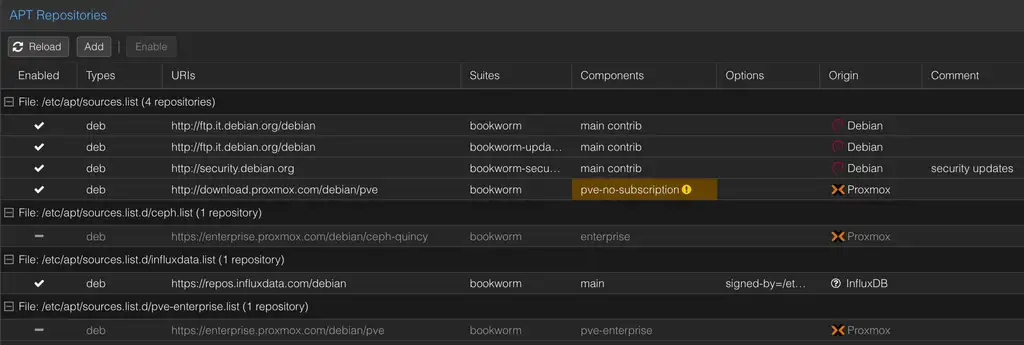 APT Repositories
Reload Add Enable
Enabled Types URIs Suites Components Options Origin Comment
File: /etc/apt/sources.list (4 repositories)
deb http://ftp.it.debian.org/debian bookworm main contrib Debian
deb http://ftp.it.debian.org/debian bookworm-upda... main contrib Debian
deb http://security.debian.org bookworm-secu... main contrib Debian security updates
deb http://download.proxmox.com/debian/pve bookworm pve-no-subscription Proxmox
File: /etc/apt/sources.list.d/ceph.list (1 repository)
deb https://enterprise.proxmox.com/debian/ceph-quincy bookworm enterprise Proxmox
File: /etc/apt/sources.list.d/influxdata.list (1 repository)
deb https://repos.influxdata.com/debian bookworm main signed-by=/et... InfluxDB
File: /etc/apt/sources.list.d/pve-enterprise.list (1 repository)
deb https://enterprise.proxmox.com/debian/pve bookworm pve-enterprise Proxmox